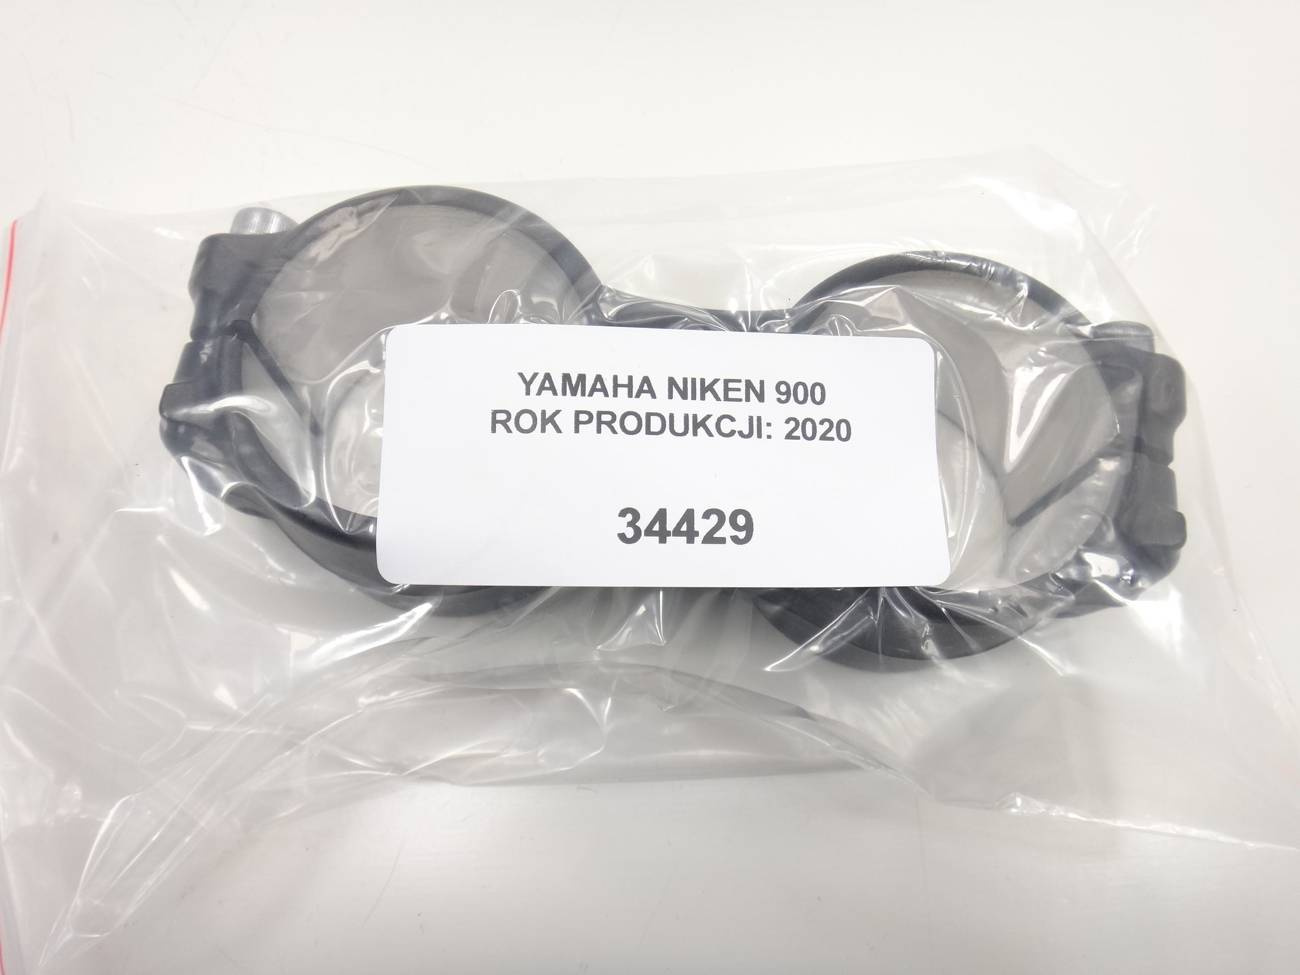 YAMAHA NIKEN 900
ROK PRODUKCJI: 2020
34429